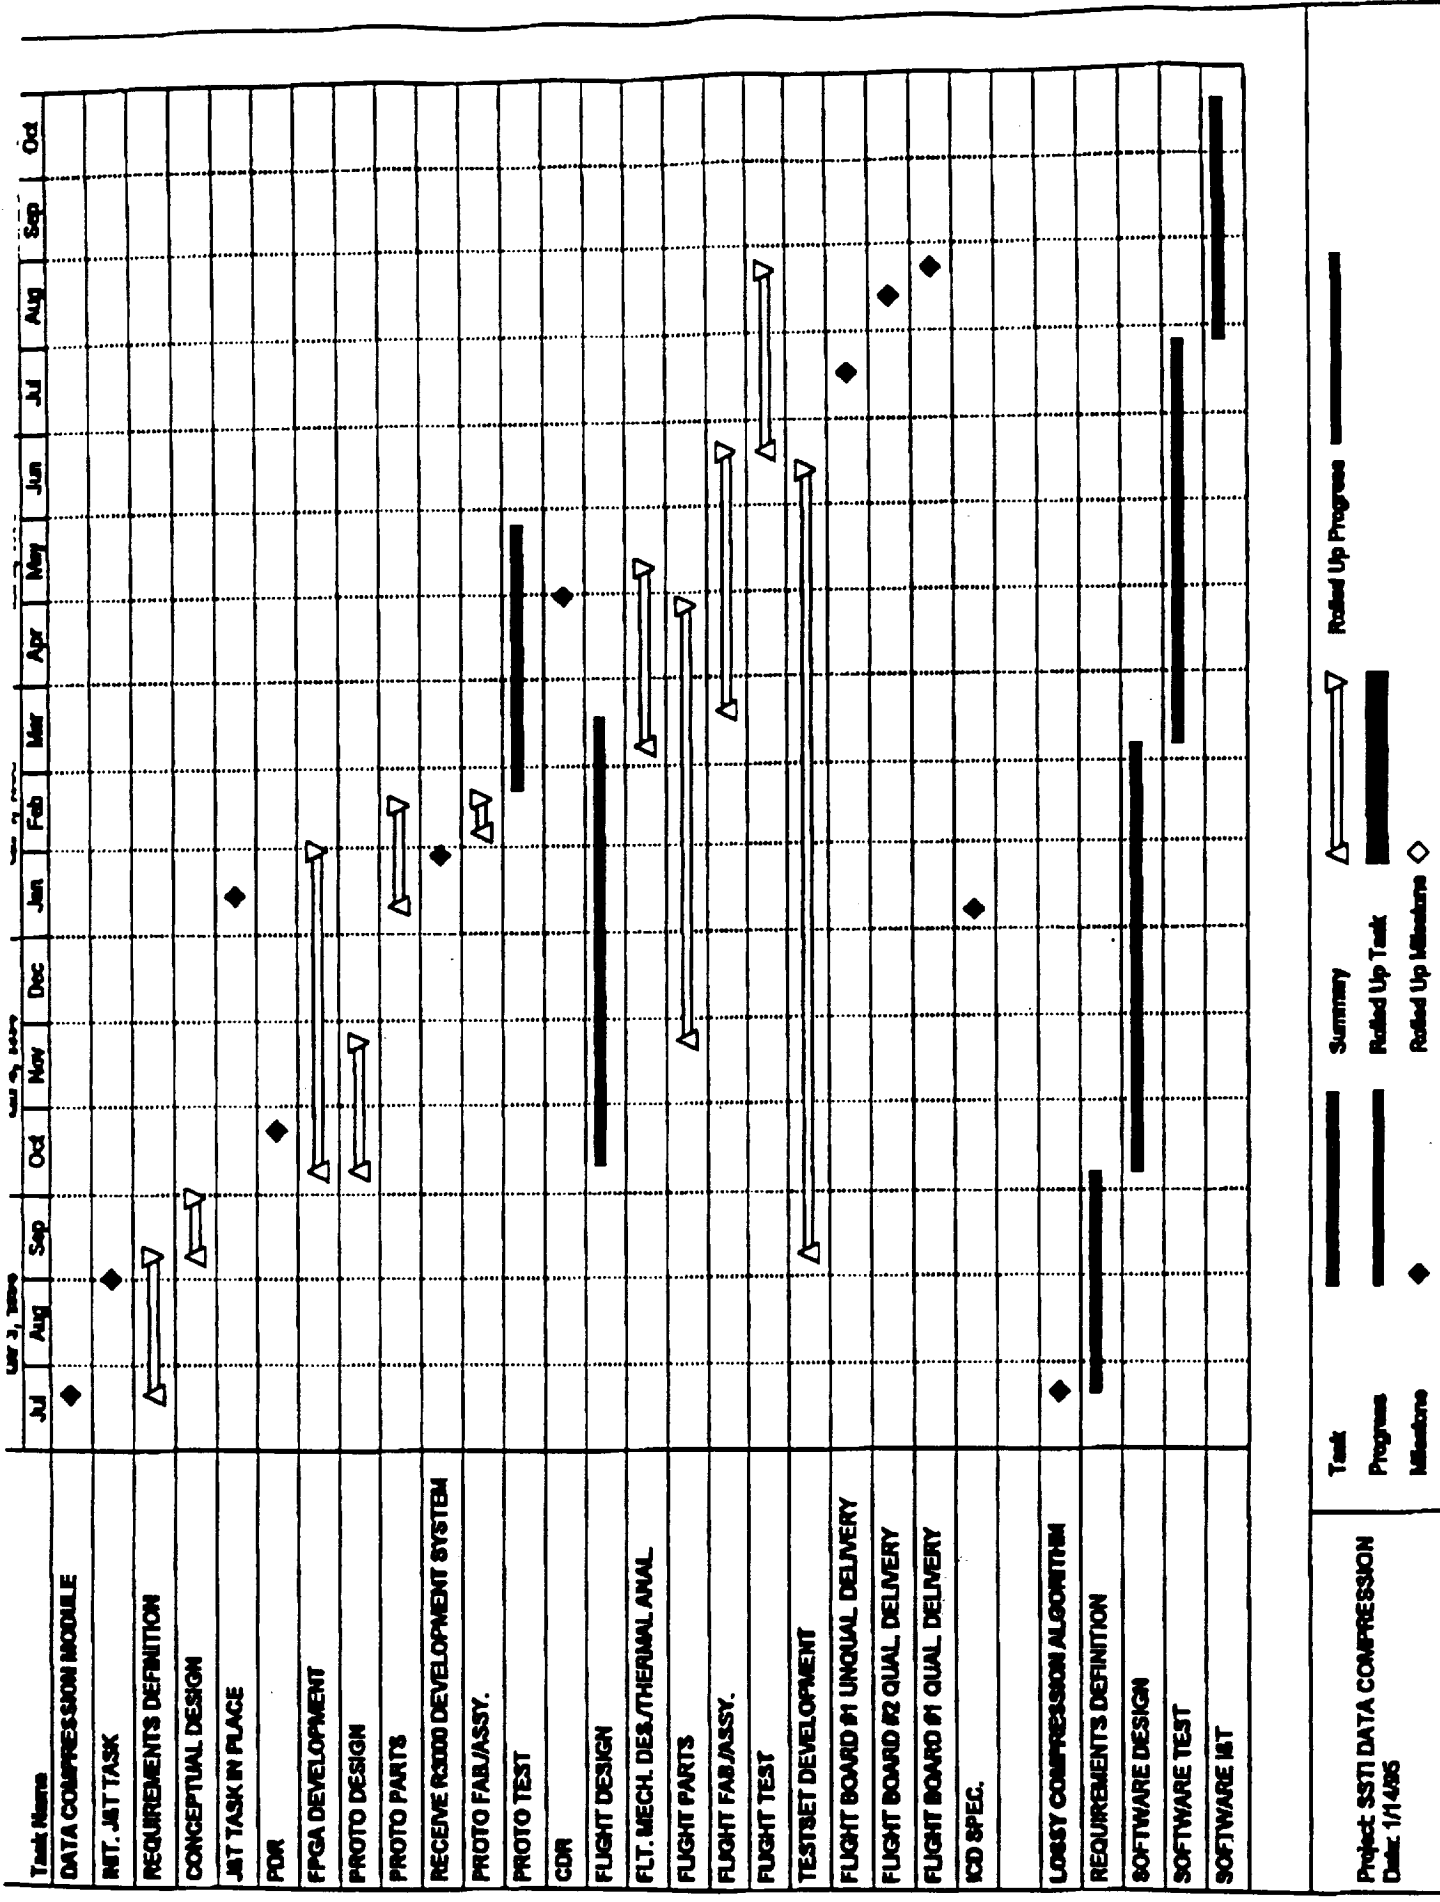 Task Name Jul Aug Sep Oct Nov Dec Jan Feb Mar Apr May Jun Jul Aug Sep Oct
DATA COMPRESSION MODULE
INIT. J&T TASK
REQUIREMENTS DEFINITION
CONCEPTUAL DESIGN
J&T TASK IN PLACE
PDR
FPGA DEVELOPMENT
PROTO DESIGN
PROTO PARTS
RECEIVE R3000 DEVELOPMENT SYSTEM
PROTO FAB./ASSY.
PROTO TEST
CDR
FLIGHT DESIGN
FLT. MECH. DES./THERMAL ANAL.
FLIGHT PARTS
FLIGHT FAB./ASSY.
FLIGHT TEST
TESTSET DEVELOPMENT
FLIGHT BOARD #1 UNQUAL DELIVERY
FLIGHT BOARD #2 QUAL DELIVERY
FLIGHT BOARD #1 QUAL DELIVERY
ICD SPEC.
LOSSY COMPRESSION ALGORITHM
REQUIREMENTS DEFINITION
SOFTWARE DESIGN
SOFTWARE TEST
SOFTWARE I&T
Project: SSTI DATA COMPRESSION
Date: 1/14/95
Task Summary Rolled Up Progress
Progress Rolled Up Task
Milestone Rolled Up Milestone